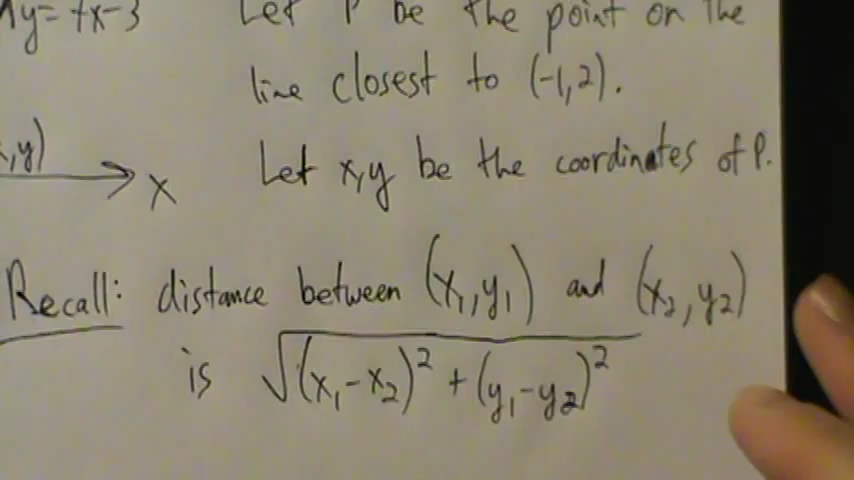 y=7x-3 Let P be the point on the
line closest to (-1,2).
,y) Let x,y be the coordinates of P.
x
Recall: distance between (x₁,y₁) and (x₂,y₂)
is √(x₁-x₂)² + (y₁-y₂)²